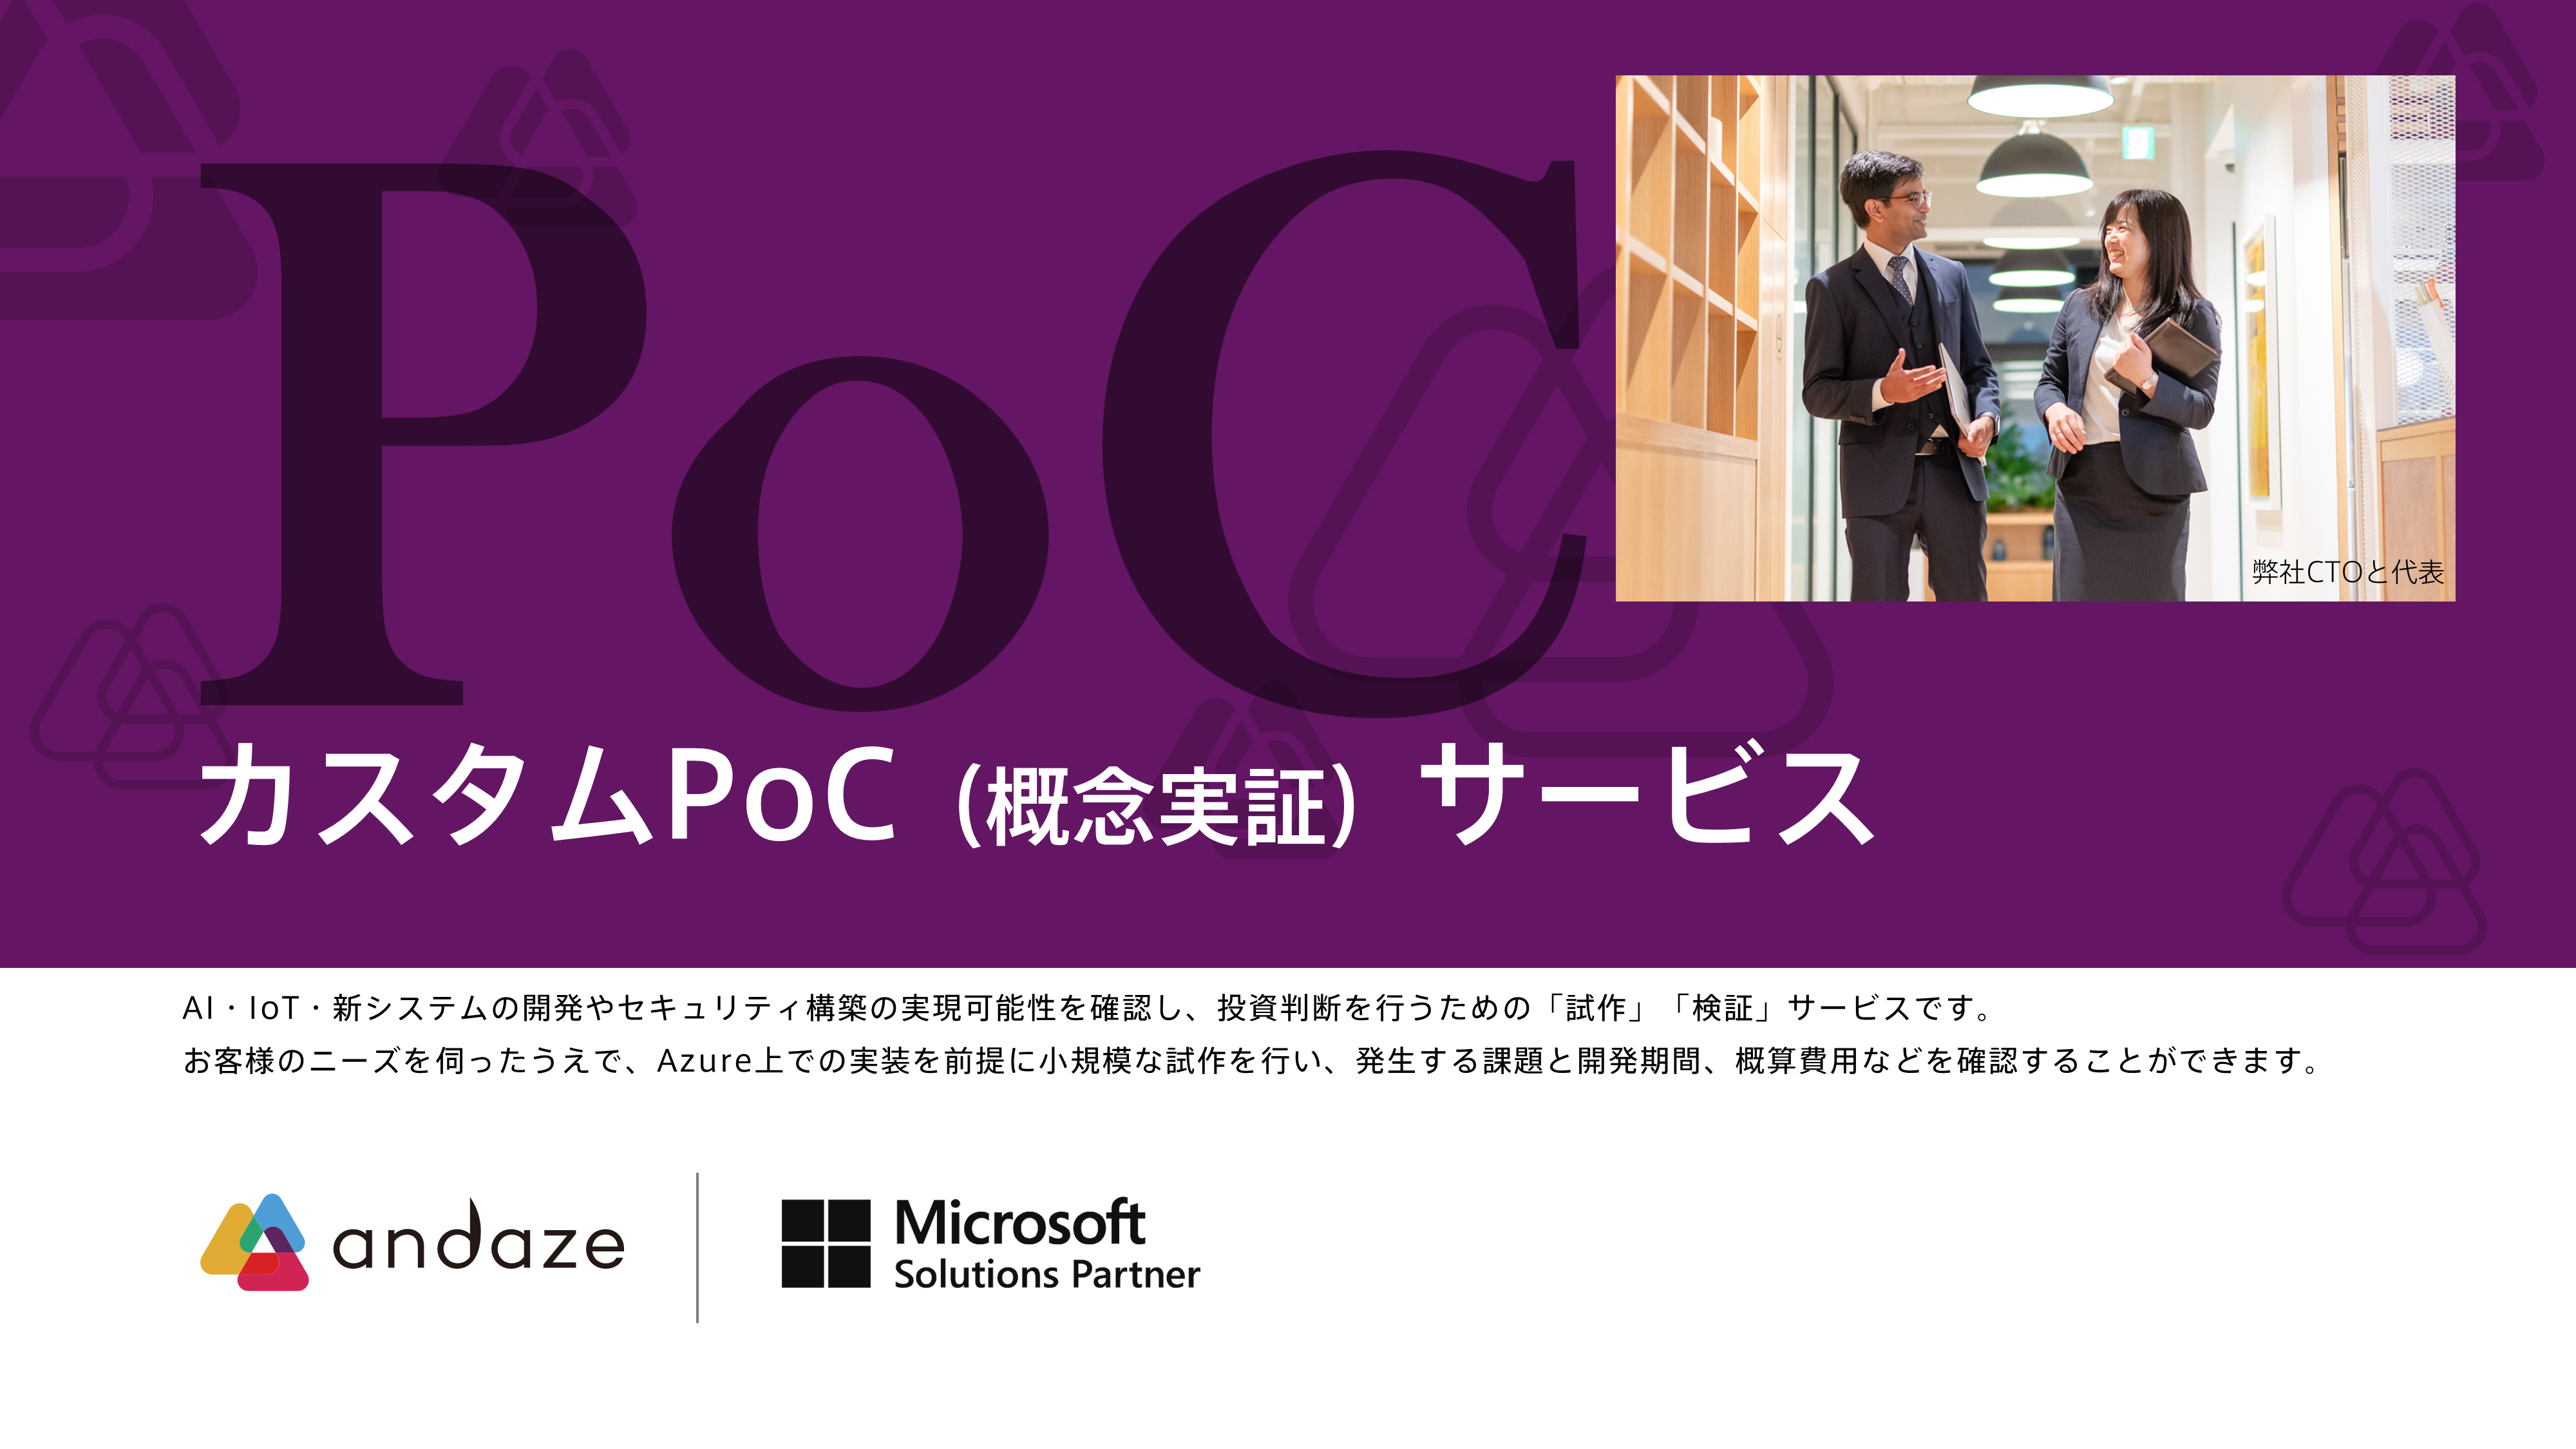 PoC
弊社CTOと代表
カスタムPoC (概念実証) サービス
AI・IoT・新システムの開発やセキュリティ構築の実現可能性を確認し、投資判断を行うための「試作」「検証」サービスです。
お客様のニーズを伺ったうえで、Azure上での実装を前提に小規模な試作を行い、発生する課題と開発期間、概算費用などを確認することができます。
andaze
Microsoft
Solutions Partner